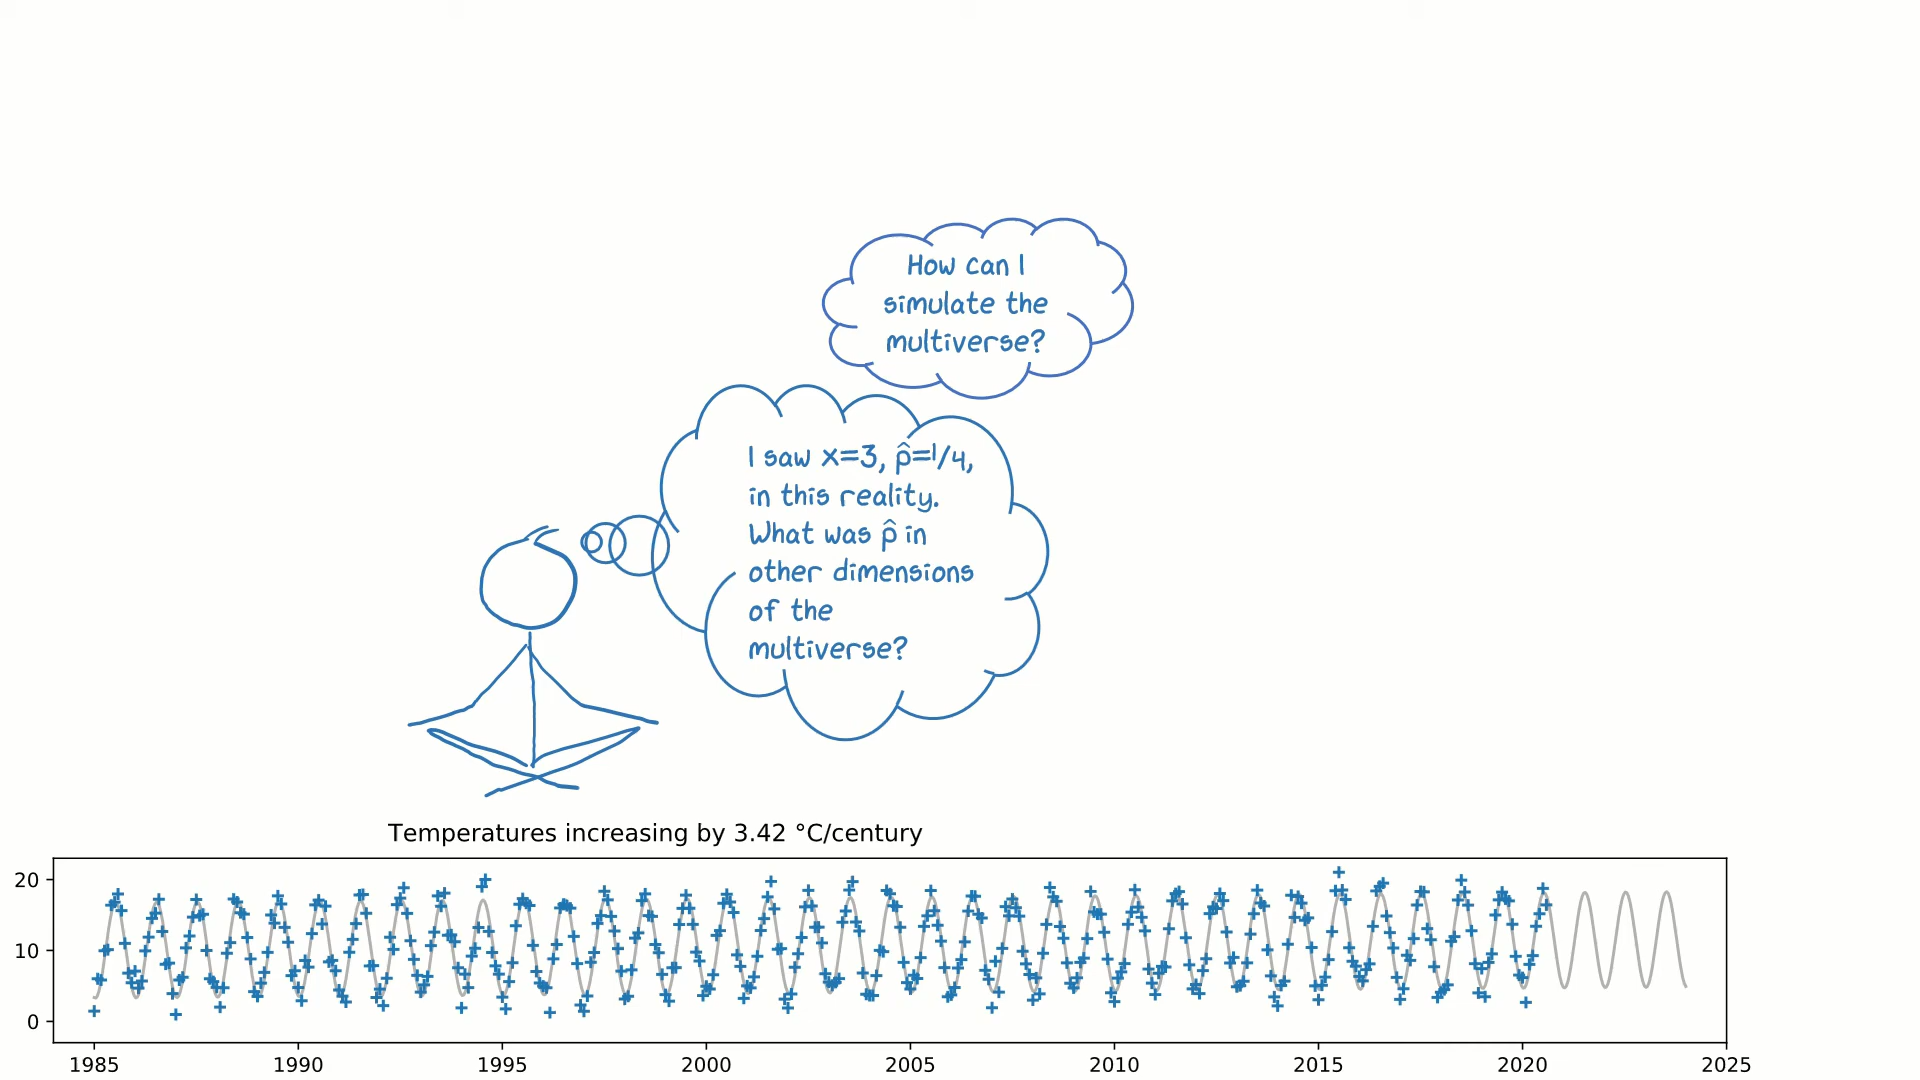 How can I
simulate the
multiverse?
I saw x=3, p̂=1/4,
in this reality.
What was p̂ in
other dimensions
of the
multiverse?
Temperatures increasing by 3.42 °C/century
20
10
0
1985 1990 1995 2000 2005 2010 2015 2020 2025